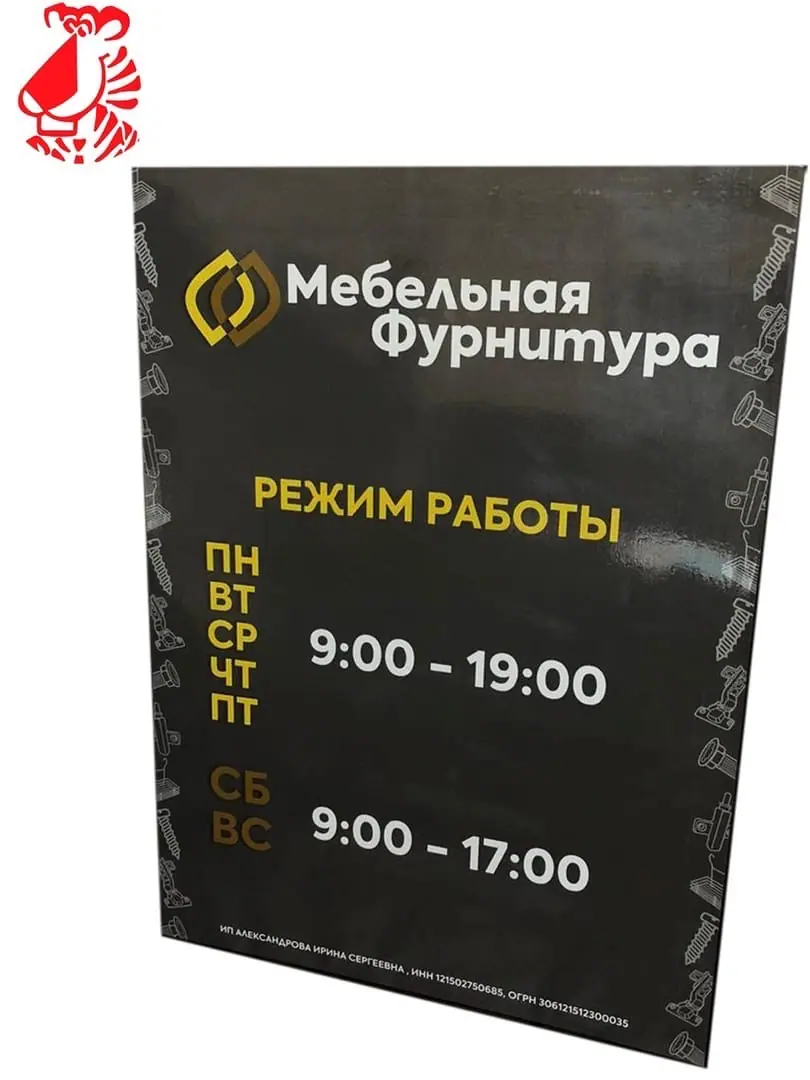 Мебельная
Фурнитура
РЕЖИМ РАБОТЫ
ПН
ВТ
СР
ЧТ
ПТ
9:00 – 19:00
СБ
ВС
9:00 – 17:00
ИП АЛЕКСАНДРОВА ИРИНА СЕРГЕЕВНА , ИНН 121502750685, ОГРН 306121512300035